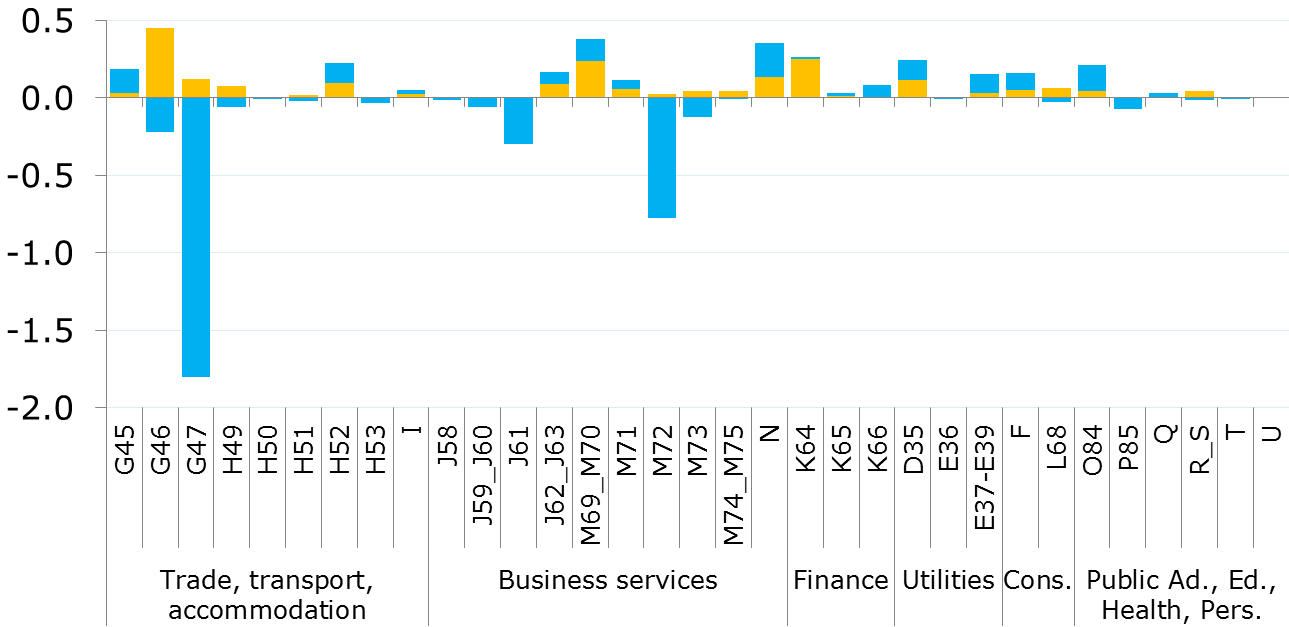 0.5
0.0
-0.5
-1.0
-1.5
-2.0
G45
G46
G47
H49
H50
H51
H52
H53
I
J58
J59_J60
J61
J62_J63
M69_M70
M71
M72
M73
M74_M75
N
K64
K65
K66
D35
E36
E37-E39
F
L68
O84
P85
Q
R_S
T
U
Trade, transport,
accommodation
Business services
Finance
Utilities
Cons.
Public Ad., Ed.,
Health, Pers.